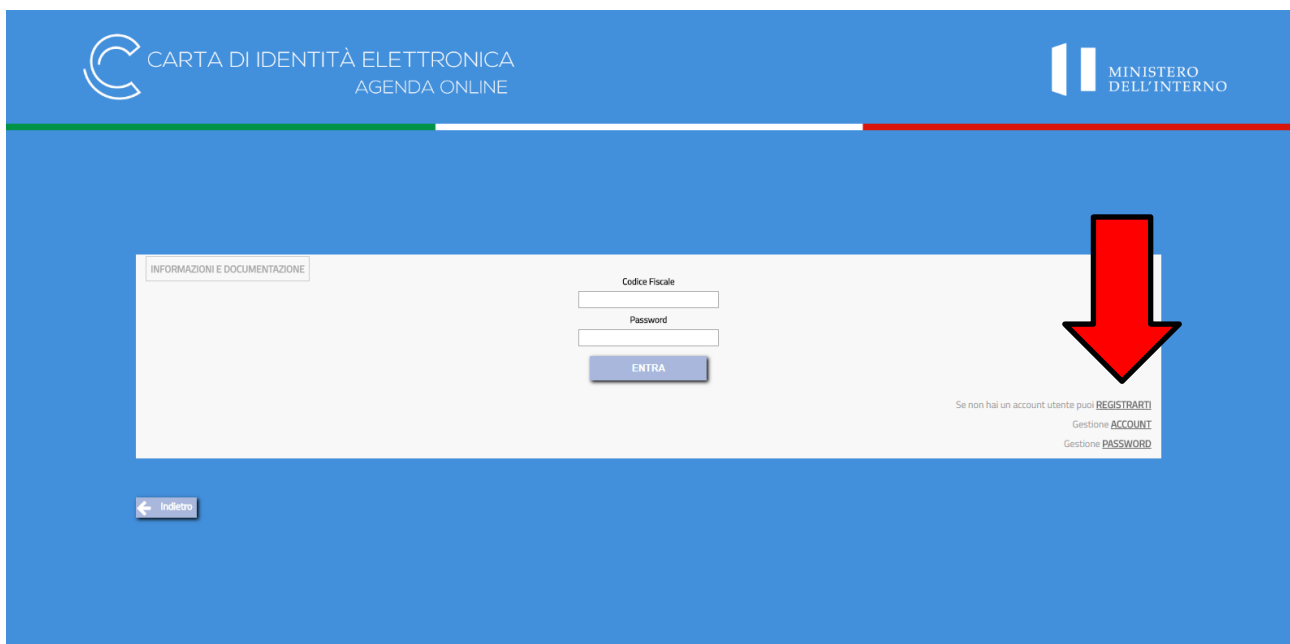 CARTA DI IDENTITÀ ELETTRONICA
AGENDA ONLINE
MINISTERO
DELL'INTERNO
INFORMAZIONI E DOCUMENTAZIONE
Codice Fiscale
Password
ENTRA
Se non hai un account utente puoi REGISTRARTI
Gestione ACCOUNT
Gestione PASSWORD
Indietro